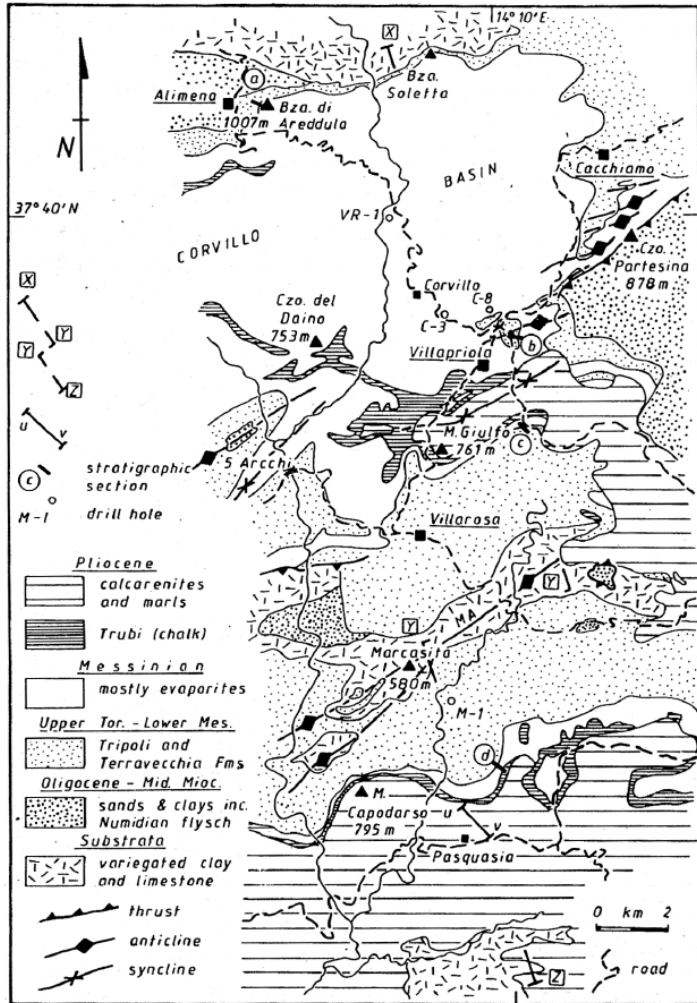 14° 10'E
X
a
Bza.
Soletta
Alimena
Bza. di
Areddula
1007m
N
Cacchiamo
BASIN
37° 40'N
VR-1
CORVILLO
Czo.
Partesina
878m
X
Y
Corvillo
C-8
Czo. del
Daino
753m
C-3
b
Y
Villapriola
Z
u
v
M. Giulfo
761m
c
c
stratigraphic
section
S Arcchi
M-1
drill hole
Villarosa
Pliocene
calcarenites
and marls
Y
MA
Y
Trubi (chalk)
Marcasita
580m
Messinian
mostly evaporites
M-1
Upper Tor. - Lower Mes.
Tripoli and
Terravecchia Fms
d
Oligocene - Mid. Mioc.
sands & clays inc.
Numidian flysch
M.
Capodarso
795m
u
v
Substrata
Pasquasia
variegated clay
and limestone
thrust
0 km 2
anticline
Z
road
syncline